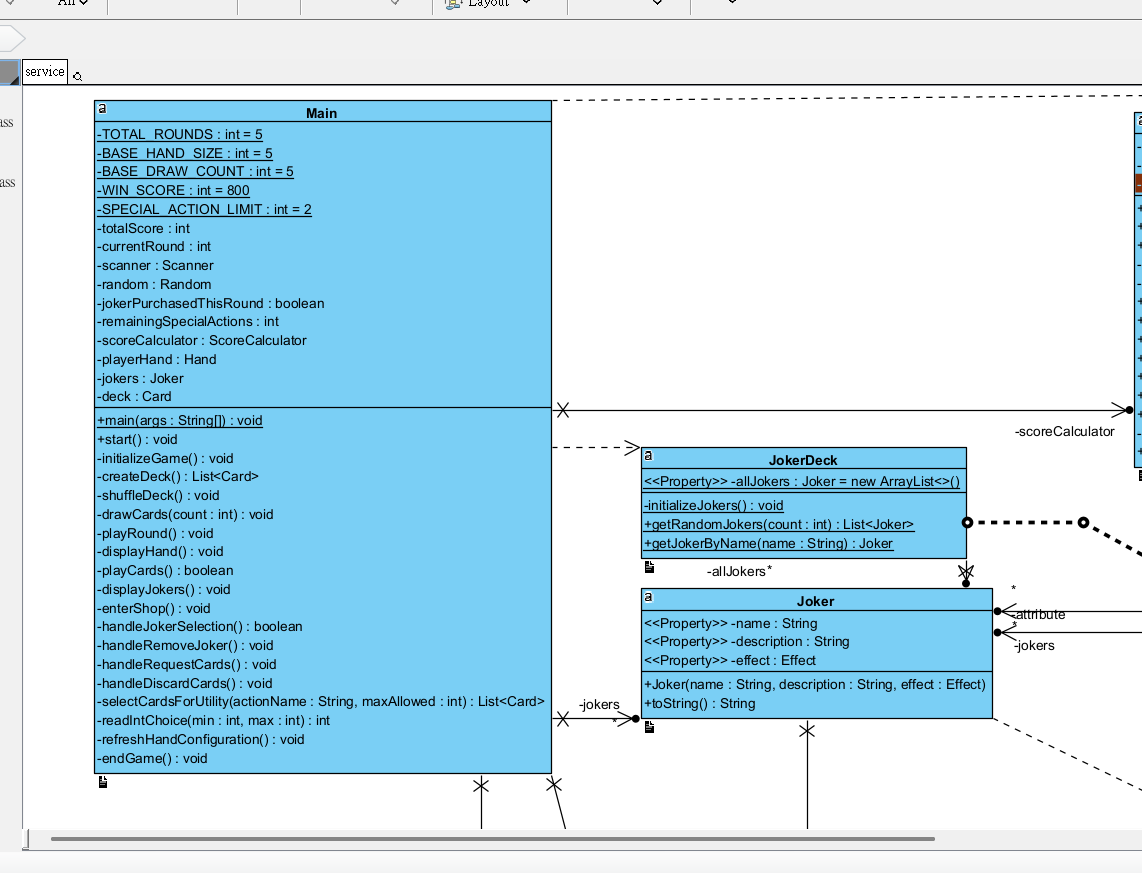 All
Layout
service
ass
ass
a
Main
-TOTAL_ROUNDS : int = 5
-BASE_HAND_SIZE : int = 5
-BASE_DRAW_COUNT : int = 5
-WIN_SCORE : int = 800
-SPECIAL_ACTION_LIMIT : int = 2
-totalScore : int
-currentRound : int
-scanner : Scanner
-random : Random
-jokerPurchasedThisRound : boolean
-remainingSpecialActions : int
-scoreCalculator : ScoreCalculator
-playerHand : Hand
-jokers : Joker
-deck : Card
+main(args : String[]) : void
+start() : void
-initializeGame() : void
-createDeck() : List<Card>
-shuffleDeck() : void
-drawCards(count : int) : void
-playRound() : void
-displayHand() : void
-playCards() : boolean
-displayJokers() : void
-enterShop() : void
-handleJokerSelection() : boolean
-handleRemoveJoker() : void
-handleRequestCards() : void
-handleDiscardCards() : void
-selectCardsForUtility(actionName : String, maxAllowed : int) : List<Card>
-readIntChoice(min : int, max : int) : int
-refreshHandConfiguration() : void
-endGame() : void
-scoreCalculator
a
JokerDeck
<<Property>> -allJokers : Joker = new ArrayList<>()
-initializeJokers() : void
+getRandomJokers(count : int) : List<Joker>
+getJokerByName(name : String) : Joker
-allJokers*
a
Joker
<<Property>> -name : String
<<Property>> -description : String
<<Property>> -effect : Effect
+Joker(name : String, description : String, effect : Effect)
+toString() : String
*
-attribute
*
-jokers
-jokers
*